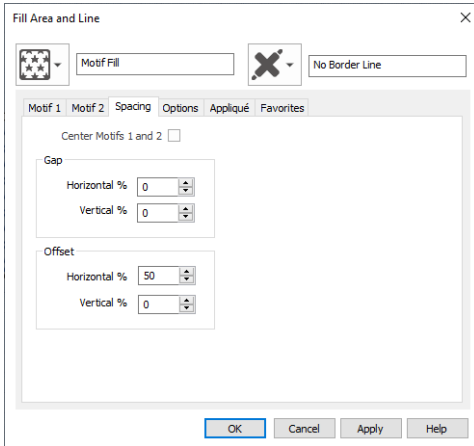 Fill Area and Line
Motif Fill
No Border Line
Motif 1 Motif 2 Spacing Options Appliqué Favorites
Center Motifs 1 and 2
Gap
Horizontal % 0
Vertical % 0
Offset
Horizontal % 50
Vertical % 0
OK Cancel Apply Help